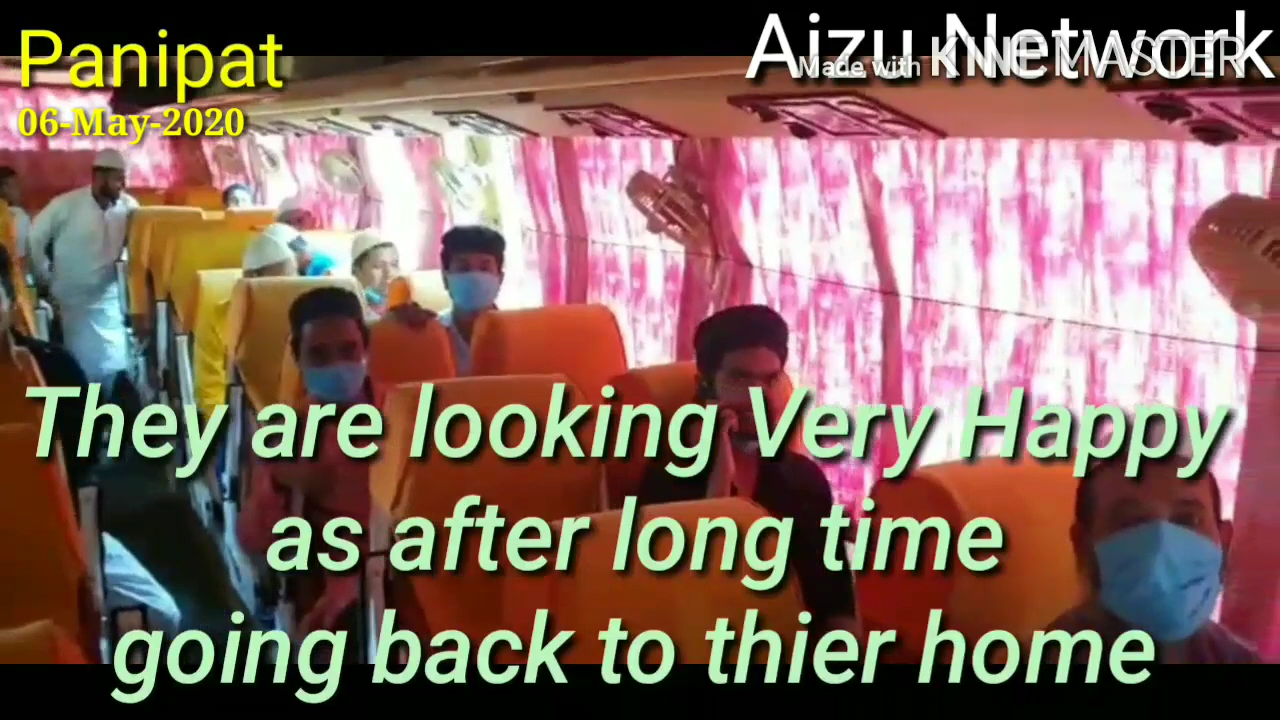 Panipat
Aizu Network
Made with KINEMASTER
06-May-2020
They are looking Very Happy
as after long time
going back to thier home